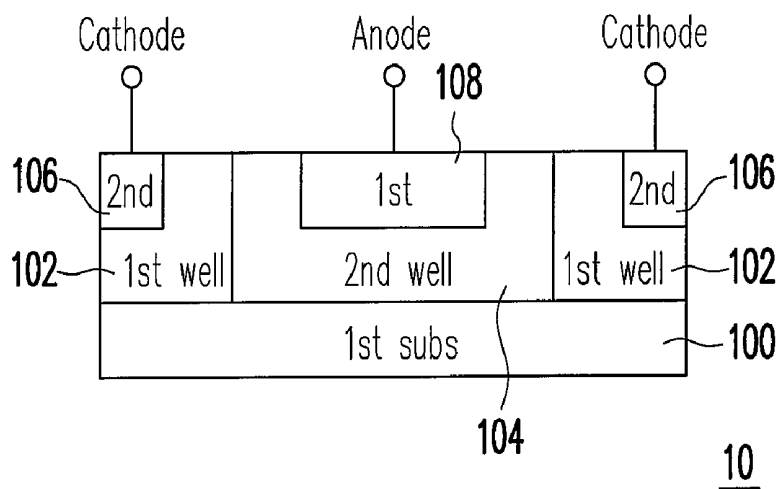 Cathode Anode Cathode
108
106 2nd 1st 2nd 106
102 1st well 2nd well 1st well 102
1st subs 100
104
10